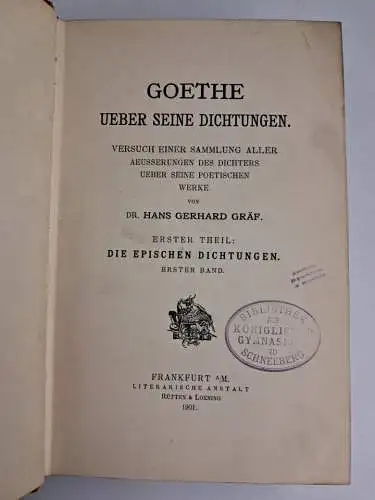 GOETHE
UEBER SEINE DICHTUNGEN.
VERSUCH EINER SAMMLUNG ALLER
AEUSSERUNGEN DES DICHTERS
UEBER SEINE POETISCHEN
WERKE
VON
DR. HANS GERHARD GRÄF.
ERSTER THEIL:
DIE EPISCHEN DICHTUNGEN.
ERSTER BAND.
BIBLIOTHEK
KÖNIGLICHEN
GYMNASIUMS
ZU
SCHNEEBERG
FRANKFURT A/M.
LITERARISCHE ANSTALT
RÜTTEN & LOENING
1901.